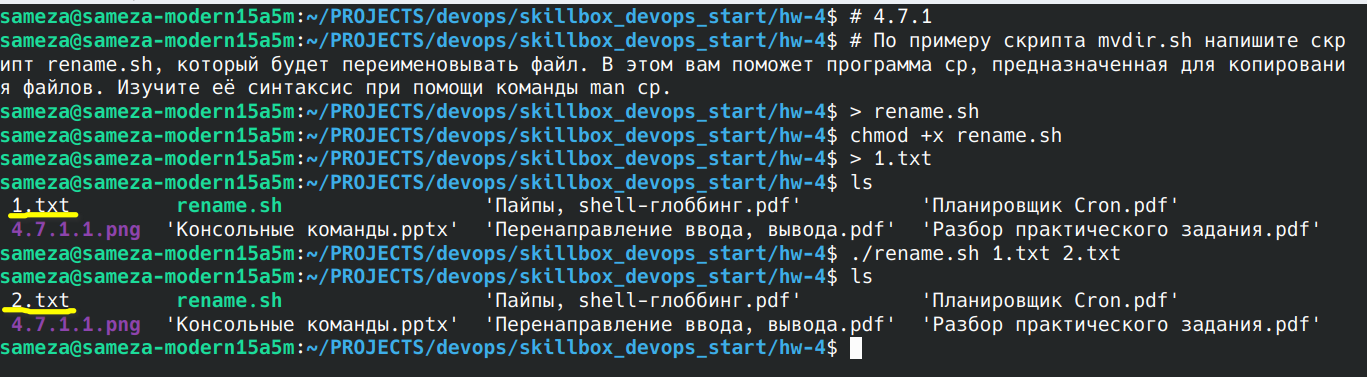 sameza@sameza-modern15a5m:~/PROJECTS/devops/skillbox_devops_start/hw-4$ # 4.7.1
sameza@sameza-modern15a5m:~/PROJECTS/devops/skillbox_devops_start/hw-4$ # По примеру скрипта mvdir.sh напишите скр
ипт rename.sh, который будет переименовывать файл. В этом вам поможет программа cp, предназначенная для копировани
я файлов. Изучите её синтаксис при помощи команды man cp.
sameza@sameza-modern15a5m:~/PROJECTS/devops/skillbox_devops_start/hw-4$ > rename.sh
sameza@sameza-modern15a5m:~/PROJECTS/devops/skillbox_devops_start/hw-4$ chmod +x rename.sh
sameza@sameza-modern15a5m:~/PROJECTS/devops/skillbox_devops_start/hw-4$ > 1.txt
sameza@sameza-modern15a5m:~/PROJECTS/devops/skillbox_devops_start/hw-4$ ls
1.txt rename.sh 'Пайпы, shell-глоббинг.pdf' 'Планировщик Cron.pdf'
4.7.1.1.png 'Консольные команды.pptx' 'Перенаправление ввода, вывода.pdf' 'Разбор практического задания.pdf'
sameza@sameza-modern15a5m:~/PROJECTS/devops/skillbox_devops_start/hw-4$ ./rename.sh 1.txt 2.txt
sameza@sameza-modern15a5m:~/PROJECTS/devops/skillbox_devops_start/hw-4$ ls
2.txt rename.sh 'Пайпы, shell-глоббинг.pdf' 'Планировщик Cron.pdf'
4.7.1.1.png 'Консольные команды.pptx' 'Перенаправление ввода, вывода.pdf' 'Разбор практического задания.pdf'
sameza@sameza-modern15a5m:~/PROJECTS/devops/skillbox_devops_start/hw-4$